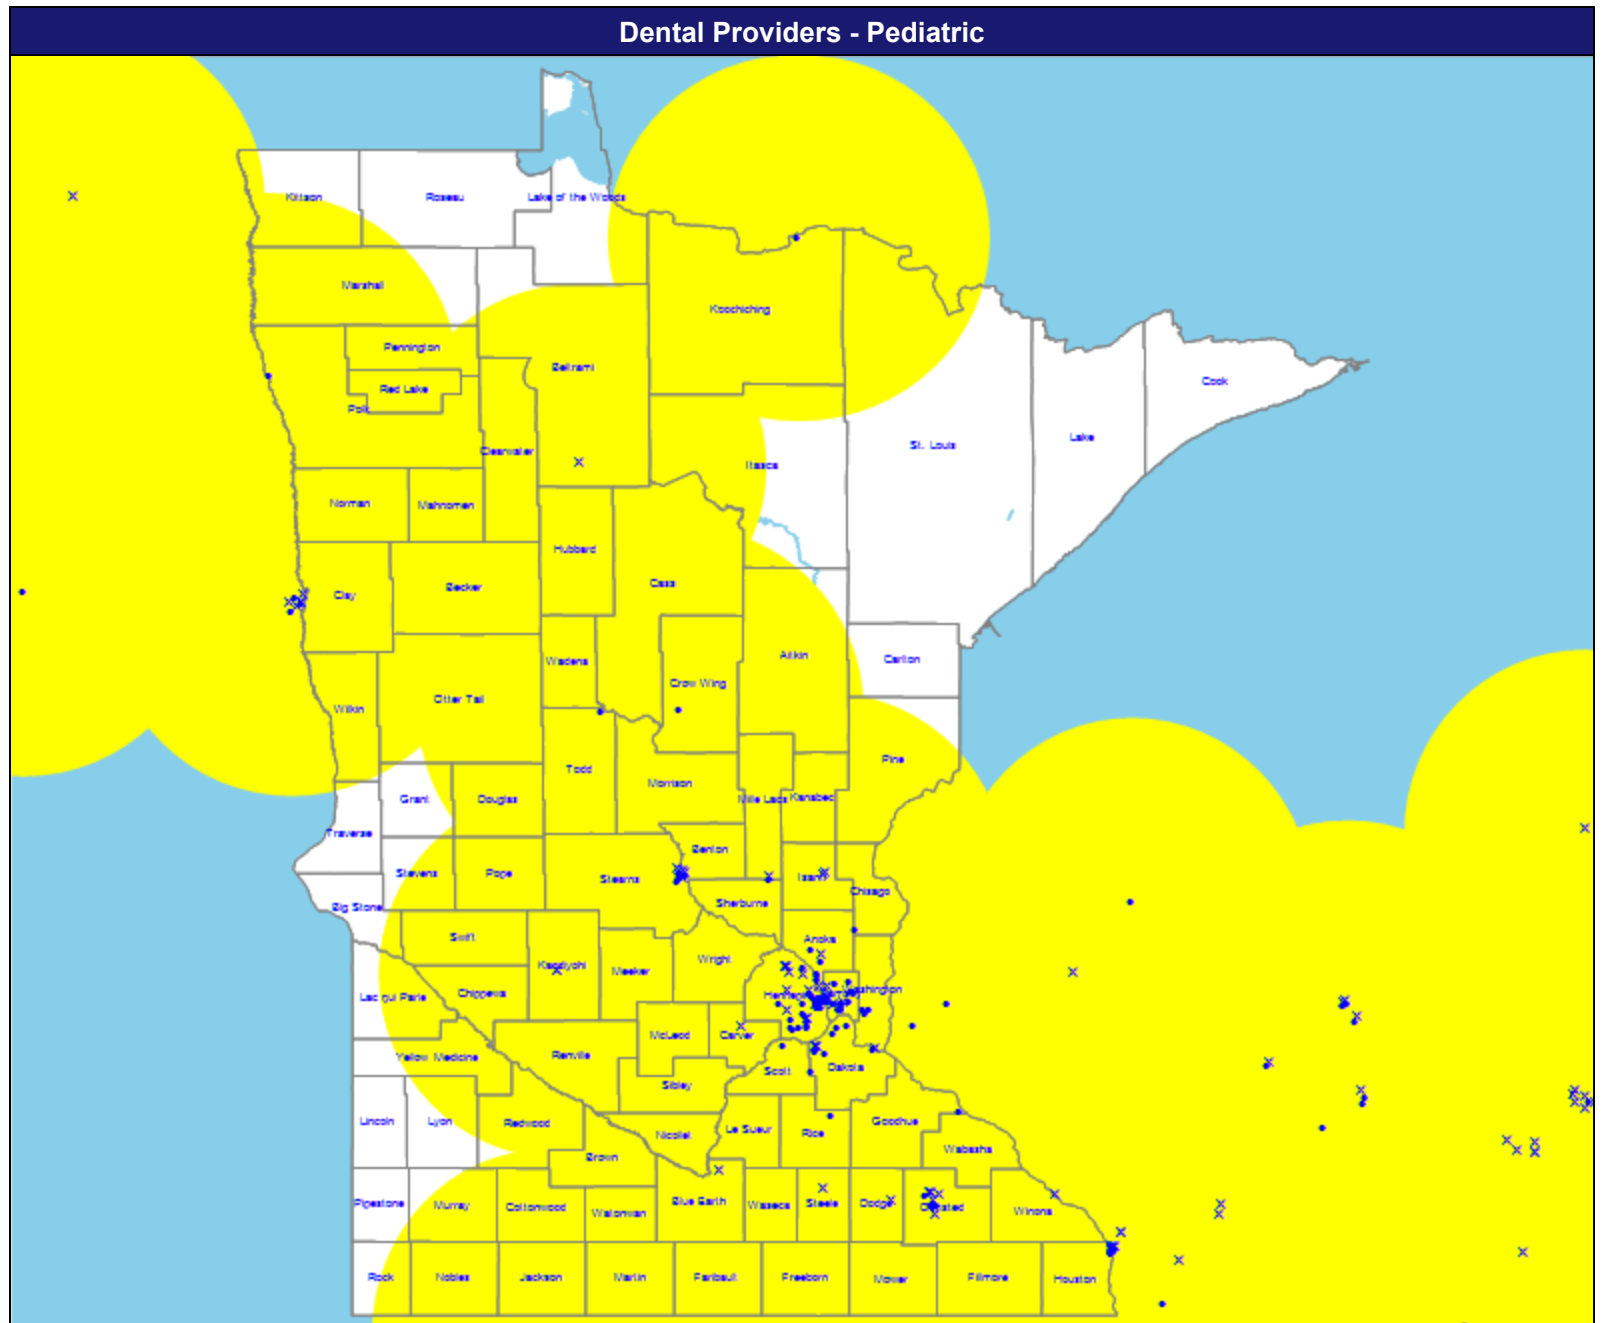 Dental Providers - Pediatric
Kittson
Roseau
Lake of the Woods
Marshall
Koochiching
Pennington
Beltrami
Red Lake
Cook
Polk
St. Louis
Lake
Clearwater
Itasca
Norman
Mahnomen
Hubbard
Cass
Becker
Clay
Aitkin
Carlton
Wadena
Crow Wing
Otter Tail
Wilkin
Pine
Todd
Morrison
Grant
Douglas
Mille Lacs
Kanabec
Traverse
Benton
Stevens
Pope
Stearns
Isanti
Chisago
Big Stone
Sherburne
Swift
Anoka
Wright
Kandiyohi
Meeker
Chippewa
Lac qui Parle
Hennepin
Washington
McLeod
Carver
Yellow Medicine
Renville
Scott
Dakota
Sibley
Lincoln
Lyon
Redwood
Nicollet
Le Sueur
Rice
Goodhue
Wabasha
Brown
Pipestone
Murray
Cottonwood
Watonwan
Blue Earth
Waseca
Steele
Dodge
Olmsted
Winona
Rock
Nobles
Jackson
Martin
Faribault
Freeborn
Mower
Fillmore
Houston